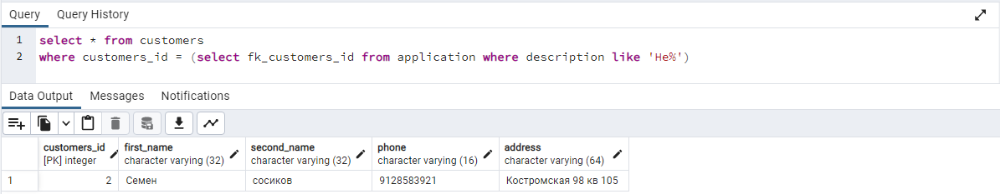 Query Query History
1 select * from customers
2 where customers_id = (select fk_customers_id from application where description like 'Не%')
Data Output Messages Notifications
customers_id first_name second_name phone address
[PK] integer character varying (32) character varying (32) character varying (16) character varying (64)
1 2 Семен сосиков 9128583921 Костромская 98 кв 105